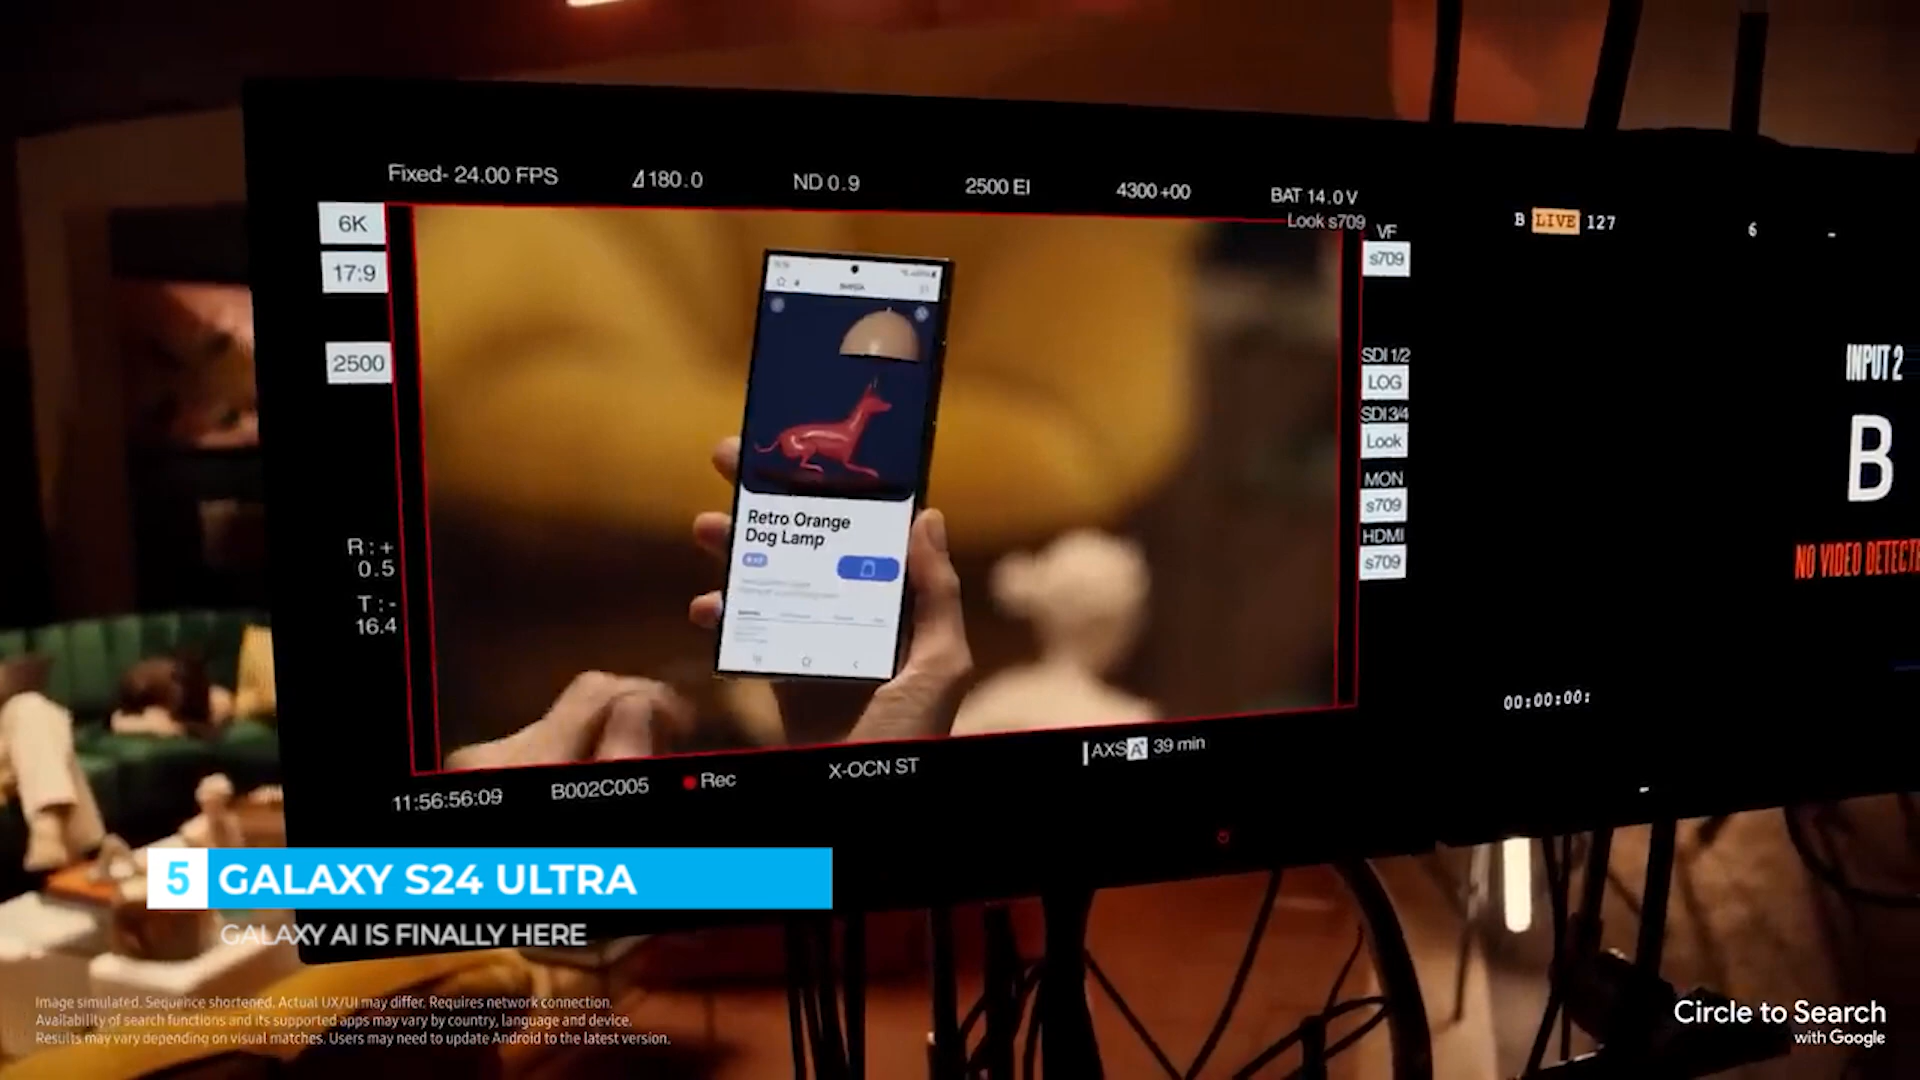 Fixed- 24.00 FPS
⊿180.0
ND 0.9
2500 EI
4300 +00
BAT 14.0 V
Look s709
6K
17:9
2500
R : +
0.5
T : -
16.4
VF
s709
SDI 1/2
LOG
SDI 3/4
Look
MON
s709
HDMI
s709
B LIVE 127
6
INPUT 2
B
NO VIDEO
00:00:00:
Retro Orange
Dog Lamp
11:56:56:09
B002C005
Rec
X-OCN ST
AXS A 39 min
5 GALAXY S24 ULTRA
GALAXY AI IS FINALLY HERE
Image simulated. Sequence shortened. Actual UX/UI may differ. Requires network connection.
Availability of search functions and its supported apps may vary by country, language and device.
Results may vary depending on visual matches. Users may need to update Android to the latest version.
Circle to Search
with Google